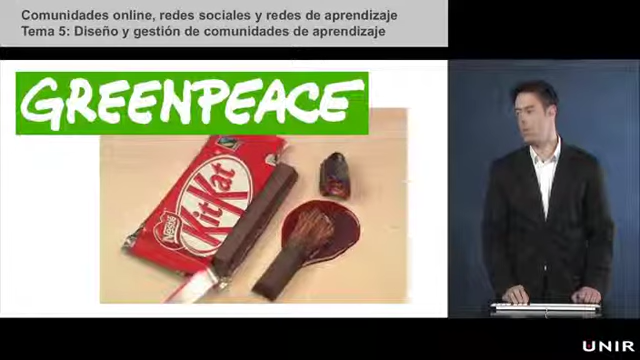 Comunidades online, redes sociales y redes de aprendizaje
Tema 5: Diseño y gestión de comunidades de aprendizaje
GREENPEACE
Nestlé
KitKat
UNIR